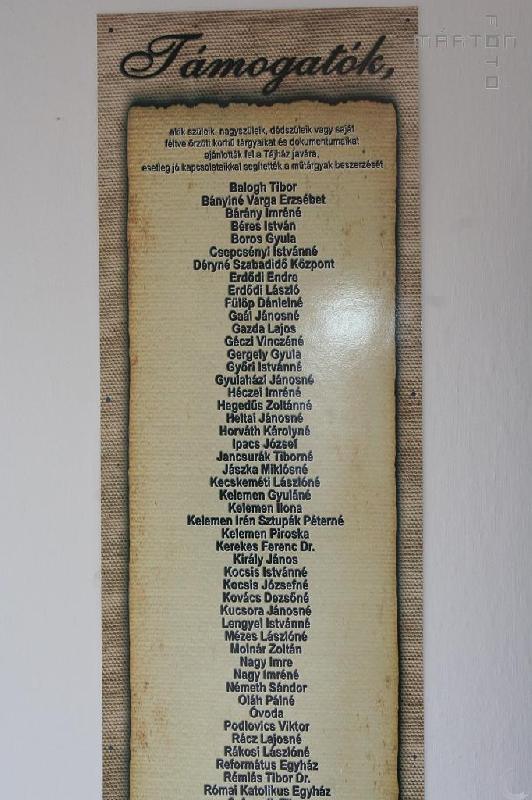 Támogatók,
akik szüleik, nagyszüleik, dédszüleik vagy saját
féltve őrzött korhű tárgyaikat és dokumentumaikat
ajánlották fel a Tájház javára,
esetleg jó kapcsolataikkal segítették a műtárgyak beszerzését
Balogh Tibor
Bányiné Varga Erzsébet
Bárány Imréné
Béres István
Boros Gyula
Csepcsényi Istvánné
Déryné Szabadidő Központ
Erdődi Endre
Erdődi László
Fülöp Dánielné
Gaál Jánosné
Gazda Lajos
Géczi Vinczéné
Gergely Gyula
Győri Istvánné
Gyulaházi Jánosné
Héczei Imréné
Hegedűs Zoltánné
Heltai Jánosné
Horváth Károlyné
Ipacs József
Jancsurák Tiborné
Jászka Miklósné
Kecskeméti Lászlóné
Kelemen Gyuláné
Kelemen Ilona
Kelemen Irén Sztupák Péterné
Kelemen Piroska
Kerekes Ferenc Dr.
Király János
Kocsis Istvánné
Kocsis Józsefné
Kovács Dezsőné
Kucsora Jánosné
Lengyel Istvánné
Mézes Lászlóné
Molnár Zoltán
Nagy Imre
Nagy Imréné
Németh Sándor
Oláh Pálné
Óvoda
Podlovics Viktor
Rácz Lajosné
Rákosi Lászlóné
Református Egyház
Rémiás Tibor Dr.
Római Katolikus Egyház
MÁRTON FOTO